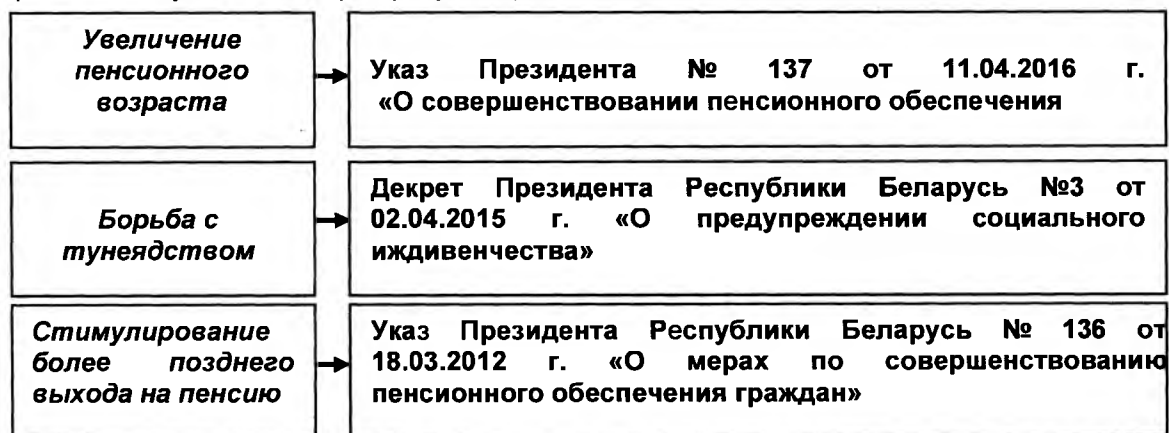 Увеличение
пенсионного
возраста
Указ Президента № 137 от 11.04.2016 г.
«О совершенствовании пенсионного обеспечения
Борьба с
тунеядством
Декрет Президента Республики Беларусь №3 от
02.04.2015 г. «О предупреждении социального
иждивенчества»
Стимулирование
более позднего
выхода на пенсию
Указ Президента Республики Беларусь № 136 от
18.03.2012 г. «О мерах по совершенствованию
пенсионного обеспечения граждан»